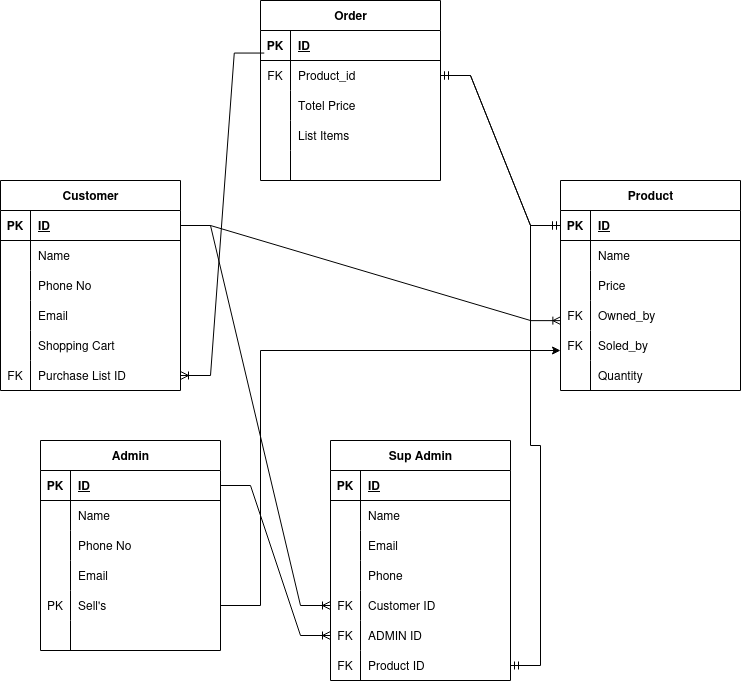 Order
PK ID
FK Product_id
Totel Price
List Items
Customer
PK ID
Name
Phone No
Email
Shopping Cart
FK Purchase List ID
Product
PK ID
Name
Price
FK Owned_by
FK Soled_by
Quantity
Admin
PK ID
Name
Phone No
Email
PK Sell's
Sup Admin
PK ID
Name
Email
Phone
FK Customer ID
FK ADMIN ID
FK Product ID